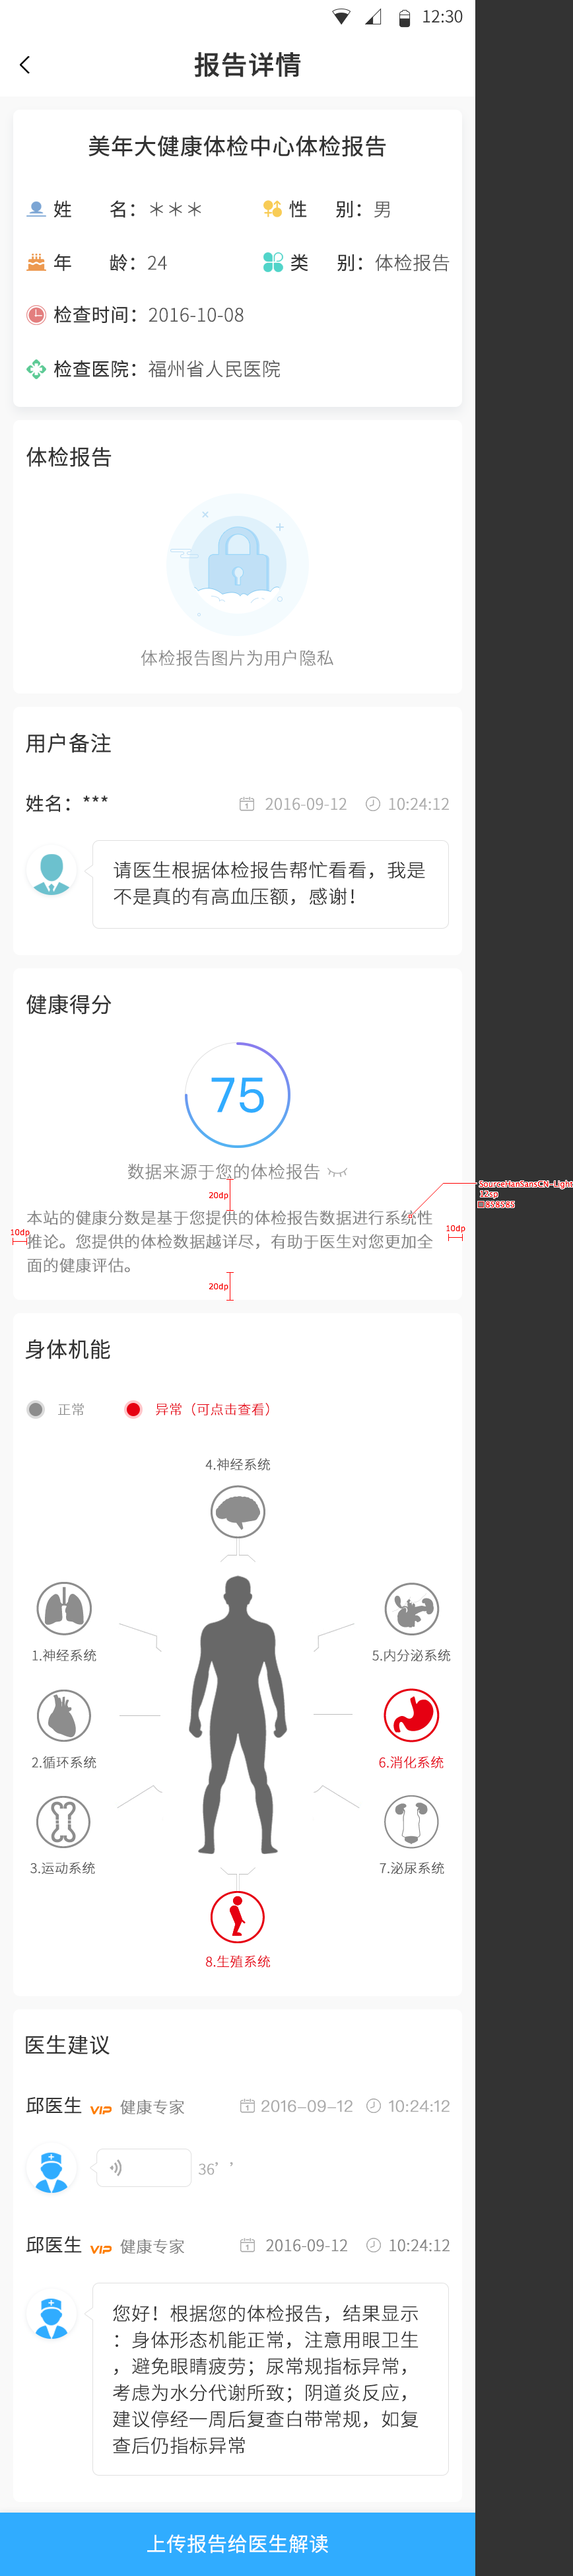 12:30
报告详情
美年大健康体检中心体检报告
姓 名：＊＊＊ 性 别：男
年 龄：24 类 别：体检报告
检查时间：2016-10-08
检查医院：福州省人民医院
体检报告
体检报告图片为用户隐私
用户备注
姓名：*** 2016-09-12 10:24:12
请医生根据体检报告帮忙看看，我是
不是真的有高血压额，感谢！
健康得分
75
数据来源于您的体检报告
SourceHanSansCN-Light
12sp
20dp
本站的健康分数是基于您提供的体检报告数据进行系统性
10dp
10dp
推论。您提供的体检数据越详尽，有助于医生对您更加全
面的健康评估。
20dp
身体机能
正常 异常（可点击查看）
4.神经系统
1.神经系统 5.内分泌系统
2.循环系统 6.消化系统
3.运动系统 7.泌尿系统
8.生殖系统
医生建议
邱医生 VIP 健康专家 2016-09-12 10:24:12
36’’
邱医生 VIP 健康专家 2016-09-12 10:24:12
您好！根据您的体检报告，结果显示
：身体形态机能正常，注意用眼卫生
，避免眼睛疲劳；尿常规指标异常，
考虑为水分代谢所致；阴道炎反应，
建议停经一周后复查白带常规，如复
查后仍指标异常
上传报告给医生解读